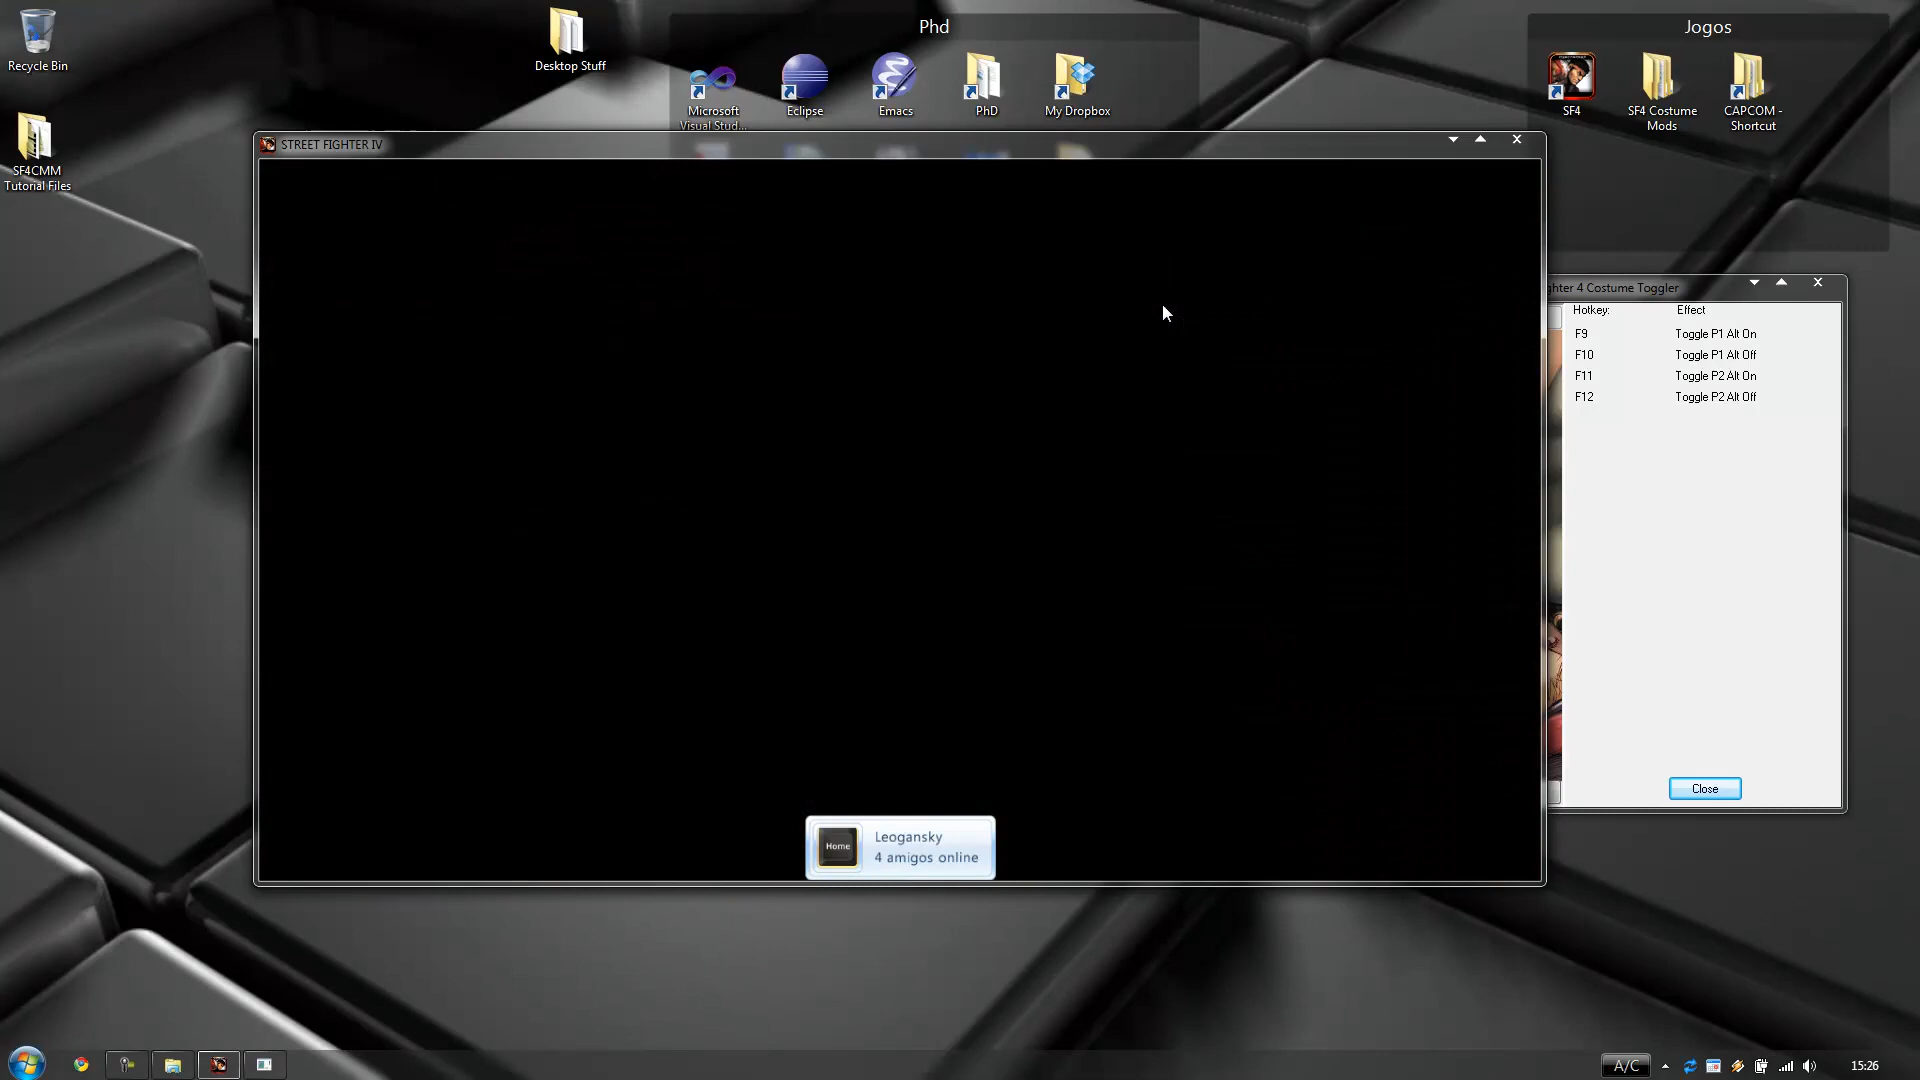 Recycle Bin
SF4CMM
Tutorial Files
Desktop Stuff
Phd
Microsoft
Visual Stud...
Eclipse
Emacs
PhD
My Dropbox
Jogos
SF4
SF4 Costume
Mods
CAPCOM -
Shortcut
STREET FIGHTER IV
4 Costume Toggler
Hotkey: Effect
F9 Toggle P1 Alt On
F10 Toggle P1 Alt Off
F11 Toggle P2 Alt On
F12 Toggle P2 Alt Off
Close
Home
Leogansky
4 amigos online
A/C
15:26